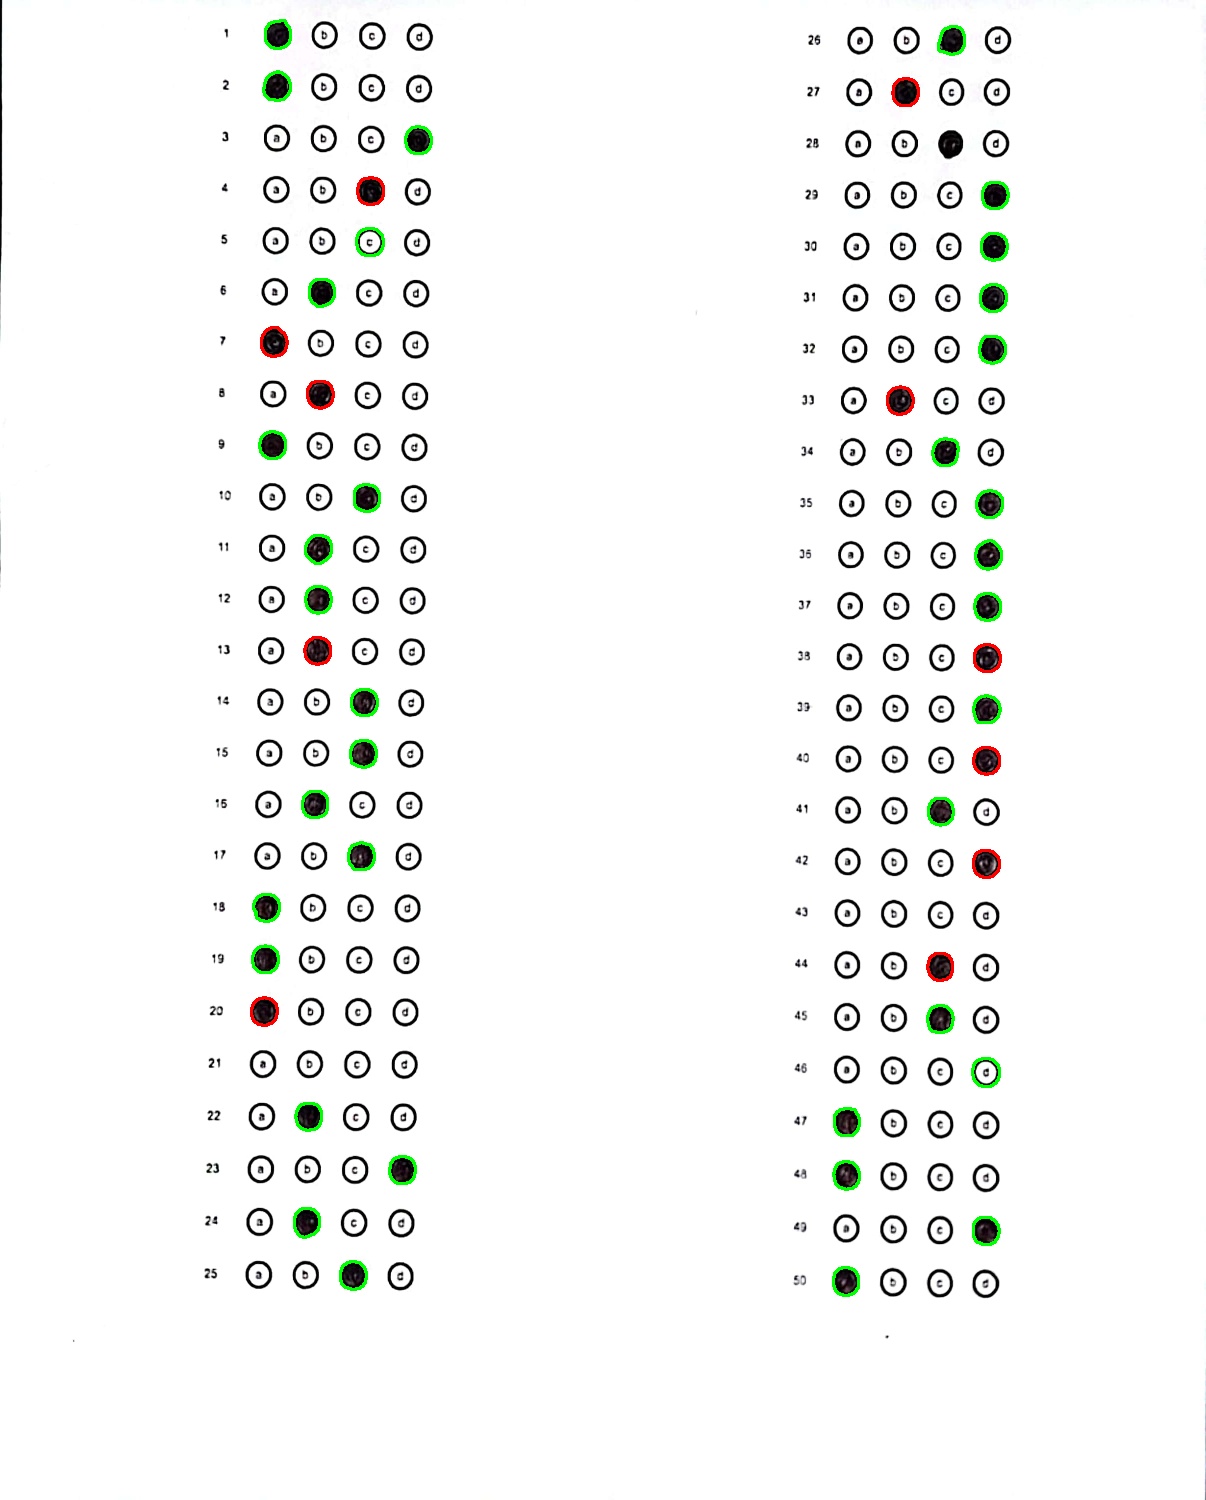 1 b c d
2 b c d
3 a b c
4 a b d
5 a b c d
6 a c d
7 b c d
8 a c d
9 b c d
10 a b d
11 a c d
12 a c d
13 a c d
14 a b d
15 a b d
16 a c d
17 a b d
18 b c d
19 b c d
20 b c d
21 a b c d
22 a c d
23 a b c
24 a c d
25 a b d
26 a b d
27 a c d
28 a b d
29 a b c
30 a b c
31 a b c
32 a b c
33 a c d
34 a b d
35 a b c
36 a b c
37 a b c
38 a b c
39 a b c
40 a b c
41 a b d
42 a b c
43 a b c d
44 a b d
45 a b d
46 a b c d
47 b c d
48 b c d
49 a b c
50 b c d